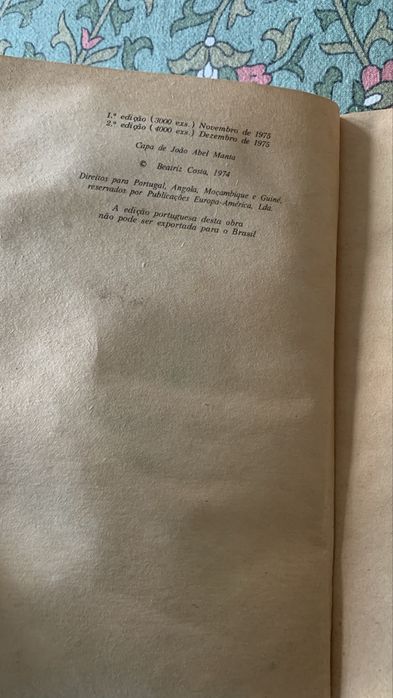 1.ª edição (3000 exs.) Novembro de 1975
2.ª edição (4000 exs.) Dezembro de 1975
Capa de João Abel Manta
© Beatriz Costa, 1974
Direitos para Portugal, Angola, Moçambique e Guiné,
reservados por Publicações Europa-América, Lda.
A edição portuguesa desta obra
não pode ser exportada para o Brasil